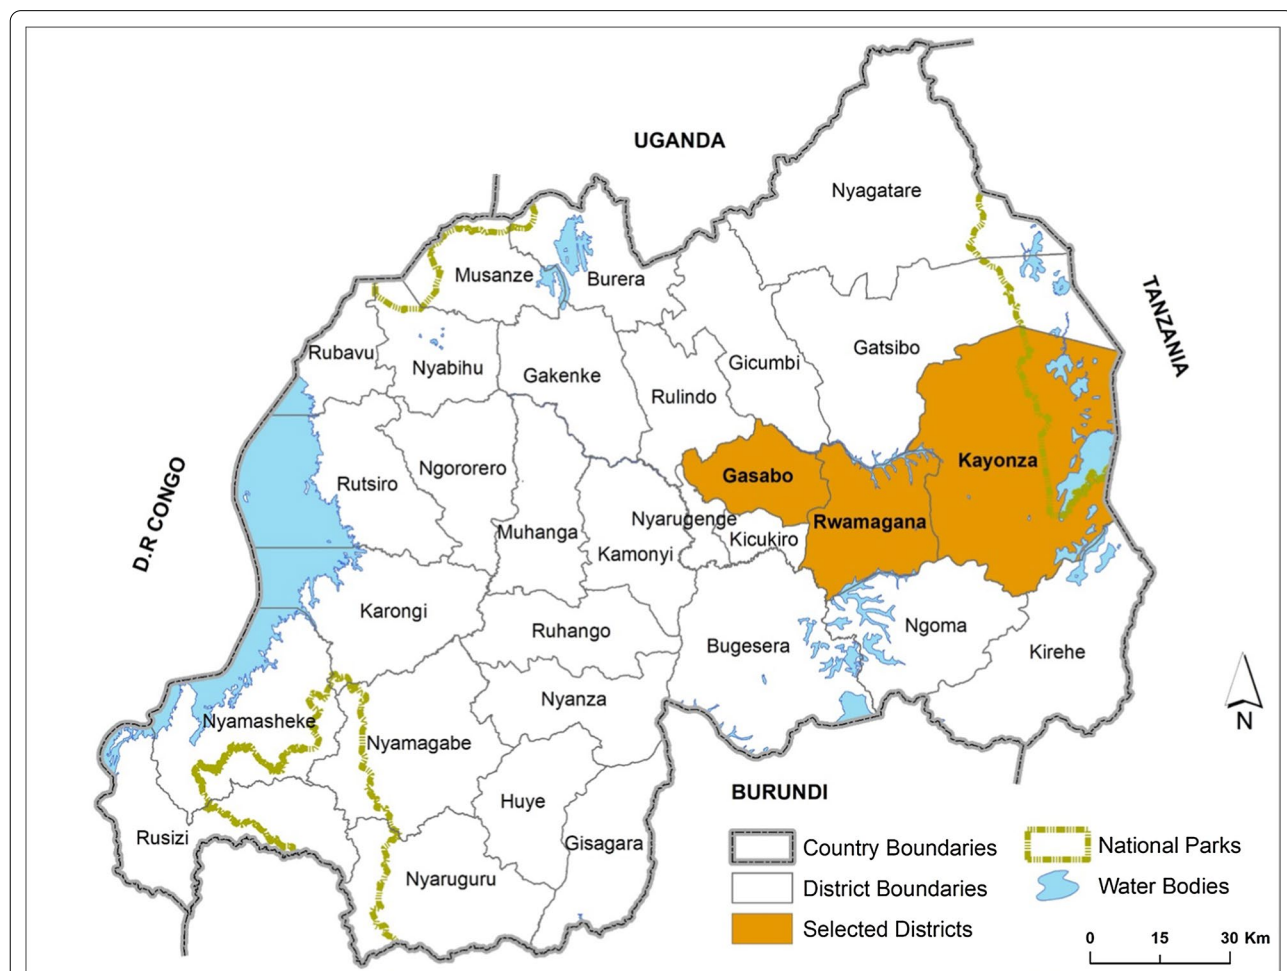 UGANDA
Nyagatare
Musanze
Burera
TANZANIA
Rubavu
Nyabihu
Gakenke
Gicumbi
Gatsibo
Rulindo
D.R CONGO
Rutsiro
Ngororero
Gasabo
Kayonza
Muhanga
Nyarugenge
Rwamagana
Kamonyi
Kicukiro
Karongi
Ruhango
Bugesera
Ngoma
Kirehe
Nyamasheke
Nyanza
Nyamagabe
N
Huye
BURUNDI
Rusizi
Gisagara
Nyaruguru
Country Boundaries
District Boundaries
Selected Districts
National Parks
Water Bodies
0 15 30 Km